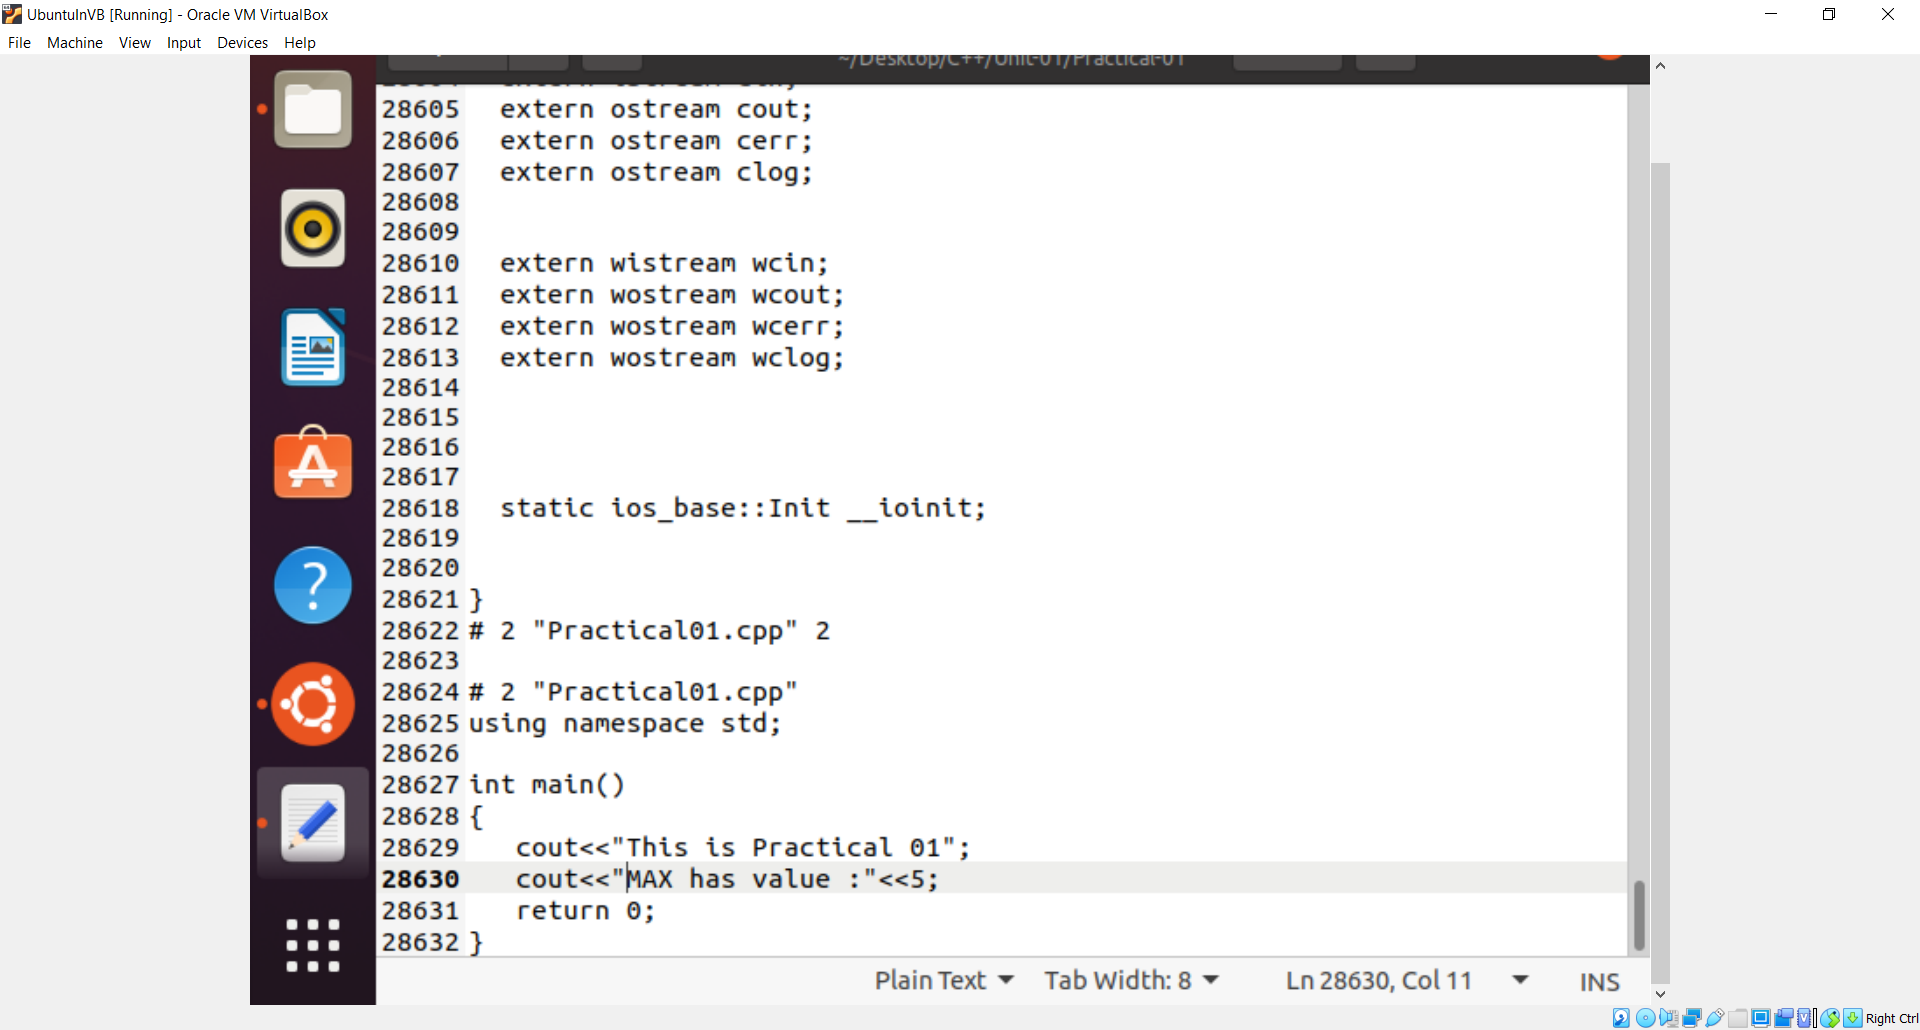 UbuntuInVB [Running] - Oracle VM VirtualBox
File Machine View Input Devices Help
~/Desktop/C++/Unit-01/Practical-01
28605 extern ostream cout;
28606 extern ostream cerr;
28607 extern ostream clog;
28608
28609
28610 extern wistream wcin;
28611 extern wostream wcout;
28612 extern wostream wcerr;
28613 extern wostream wclog;
28614
28615
28616
28617
28618 static ios_base::Init __ioinit;
28619
28620
28621 }
28622 # 2 "Practical01.cpp" 2
28623
28624 # 2 "Practical01.cpp"
28625 using namespace std;
28626
28627 int main()
28628 {
28629 cout<<"This is Practical 01";
28630 cout<<"MAX has value :"<<5;
28631 return 0;
28632 }
Plain Text Tab Width: 8 Ln 28630, Col 11 INS
Right Ctrl